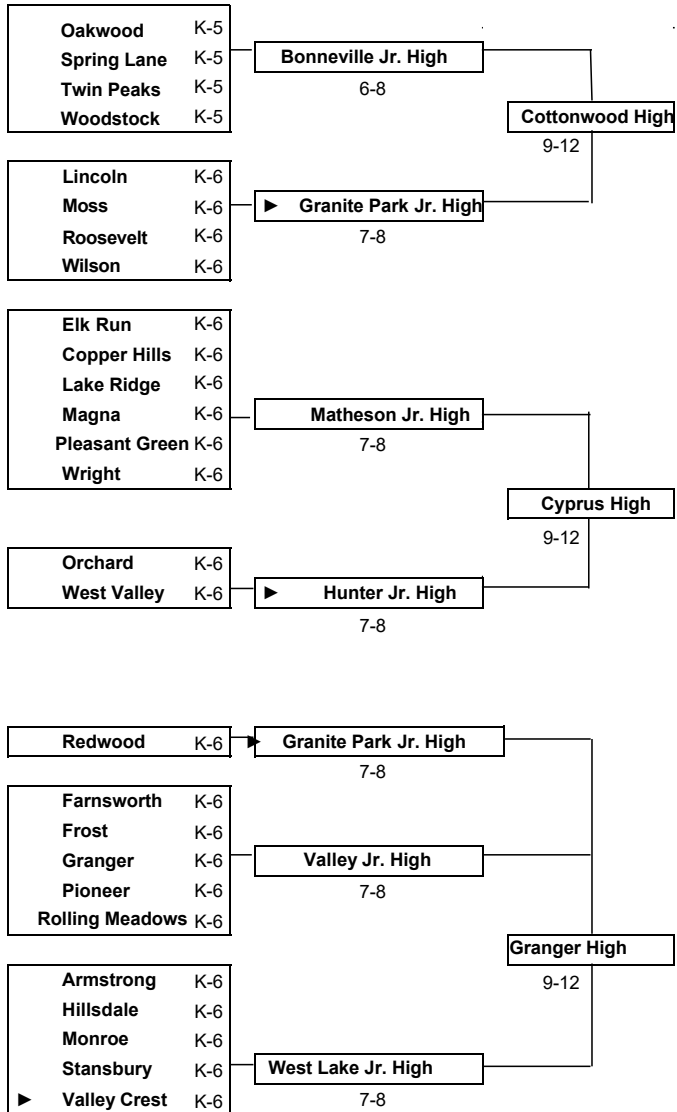 Oakwood K-5
Spring Lane K-5
Twin Peaks K-5
Woodstock K-5
Bonneville Jr. High
6-8
Cottonwood High
9-12
Lincoln K-6
Moss K-6
Roosevelt K-6
Wilson K-6
► Granite Park Jr. High
7-8
Elk Run K-6
Copper Hills K-6
Lake Ridge K-6
Magna K-6
Pleasant Green K-6
Wright K-6
Matheson Jr. High
7-8
Cyprus High
9-12
Orchard K-6
West Valley K-6
► Hunter Jr. High
7-8
Redwood K-6
► Granite Park Jr. High
7-8
Farnsworth K-6
Frost K-6
Granger K-6
Pioneer K-6
Rolling Meadows K-6
Valley Jr. High
7-8
Granger High
9-12
Armstrong K-6
Hillsdale K-6
Monroe K-6
Stansbury K-6
► Valley Crest K-6
West Lake Jr. High
7-8